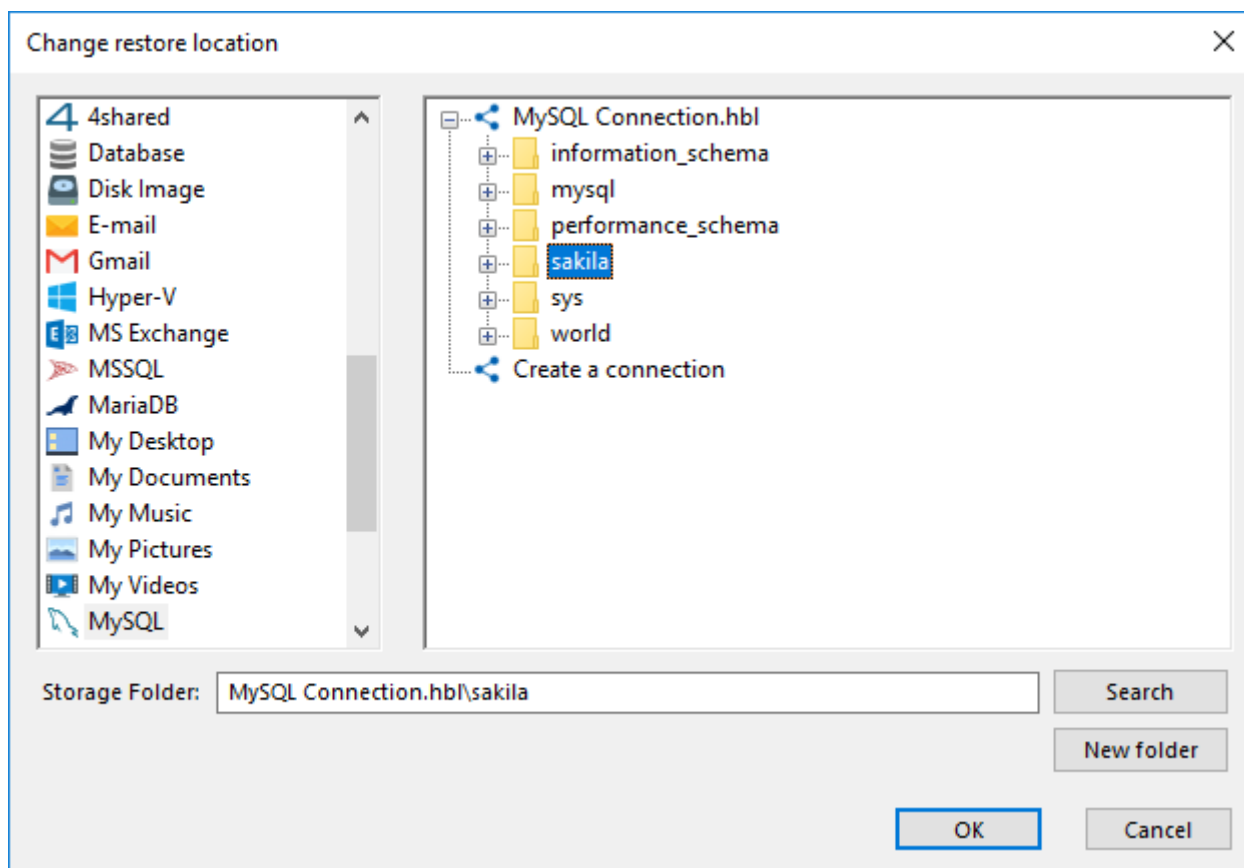 Change restore location
4shared
Database
Disk Image
E-mail
Gmail
Hyper-V
MS Exchange
MSSQL
MariaDB
My Desktop
My Documents
My Music
My Pictures
My Videos
MySQL
MySQL Connection.hbl
information_schema
mysql
performance_schema
sakila
sys
world
Create a connection
Storage Folder: MySQL Connection.hbl\sakila
Search
New folder
OK
Cancel